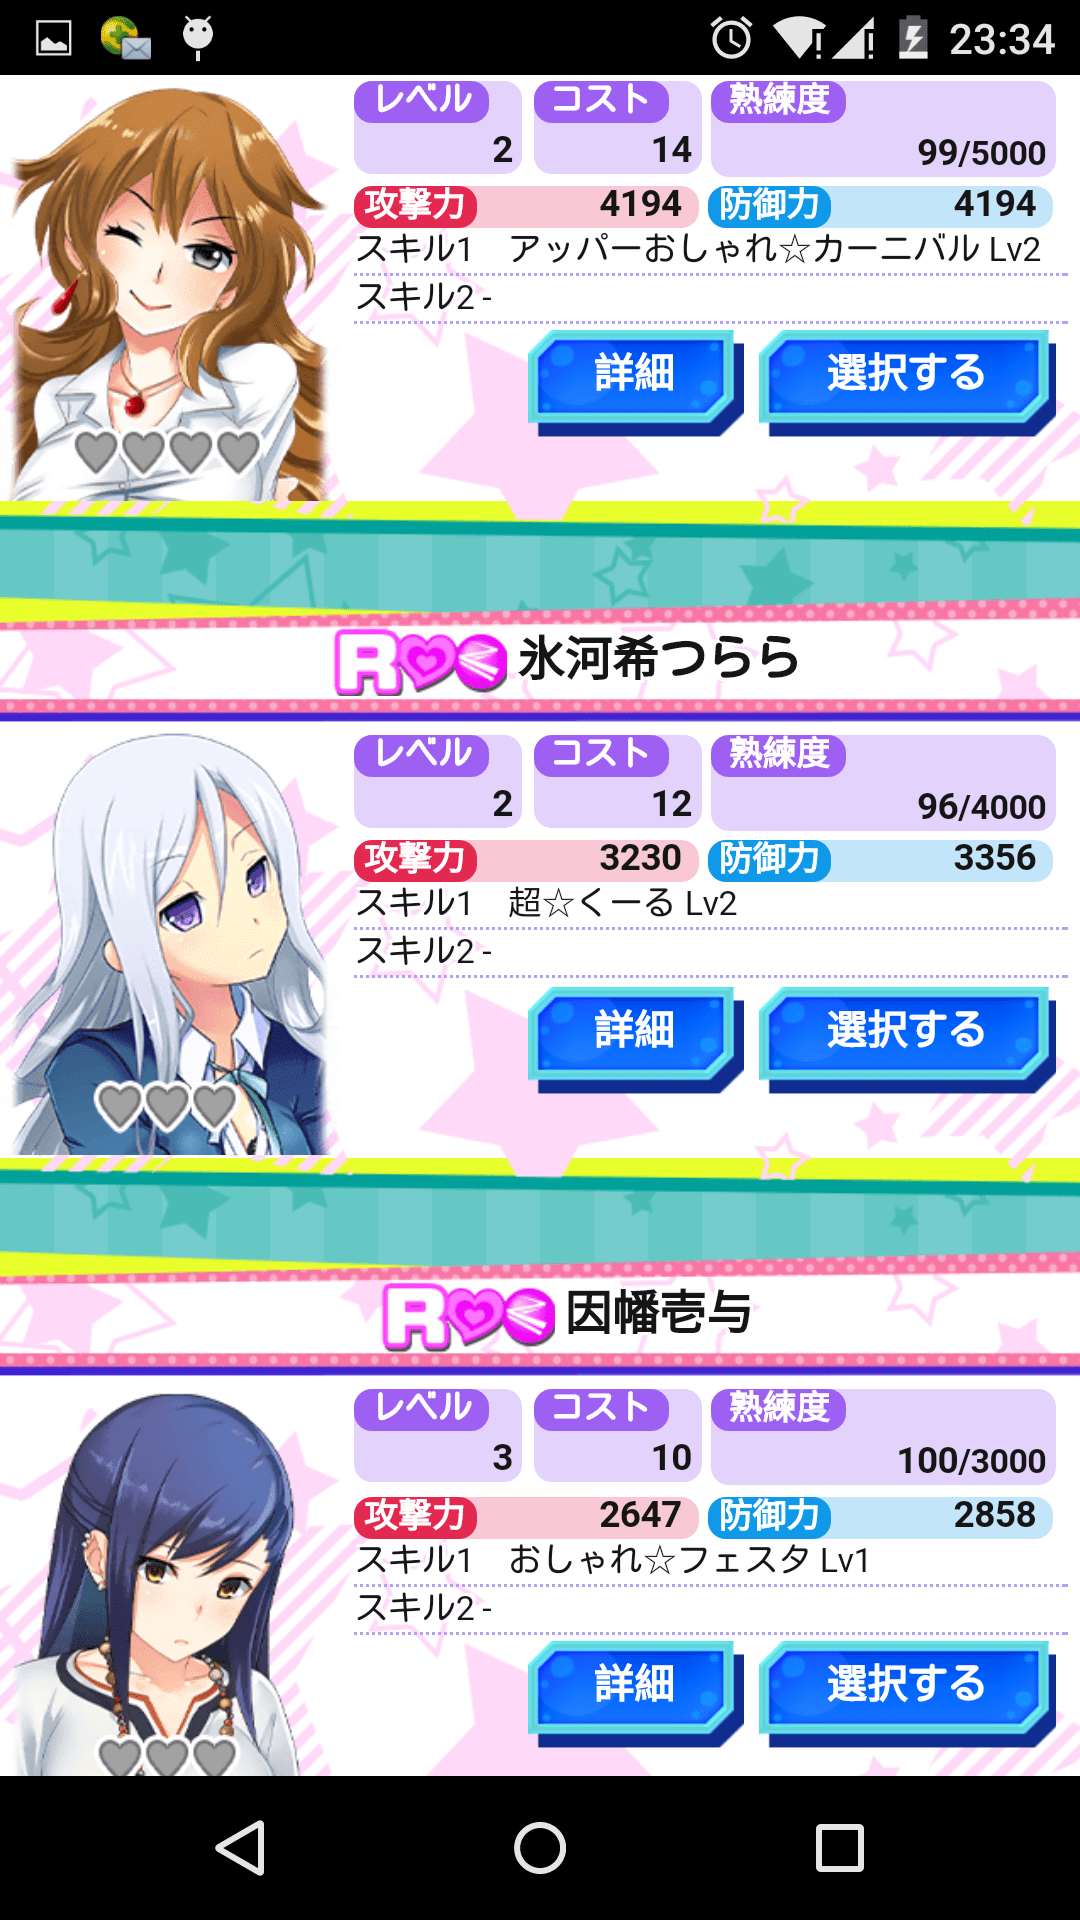 23:34
レベル コスト 熟練度
2 14 99/5000
攻撃力 4194 防御力 4194
スキル1 アッパーおしゃれ☆カーニバル Lv2
スキル2 -
詳細 選択する
R 氷河希つらら
レベル コスト 熟練度
2 12 96/4000
攻撃力 3230 防御力 3356
スキル1 超☆くーる Lv2
スキル2 -
詳細 選択する
R 因幡壱与
レベル コスト 熟練度
3 10 100/3000
攻撃力 2647 防御力 2858
スキル1 おしゃれ☆フェスタ Lv1
スキル2 -
詳細 選択する